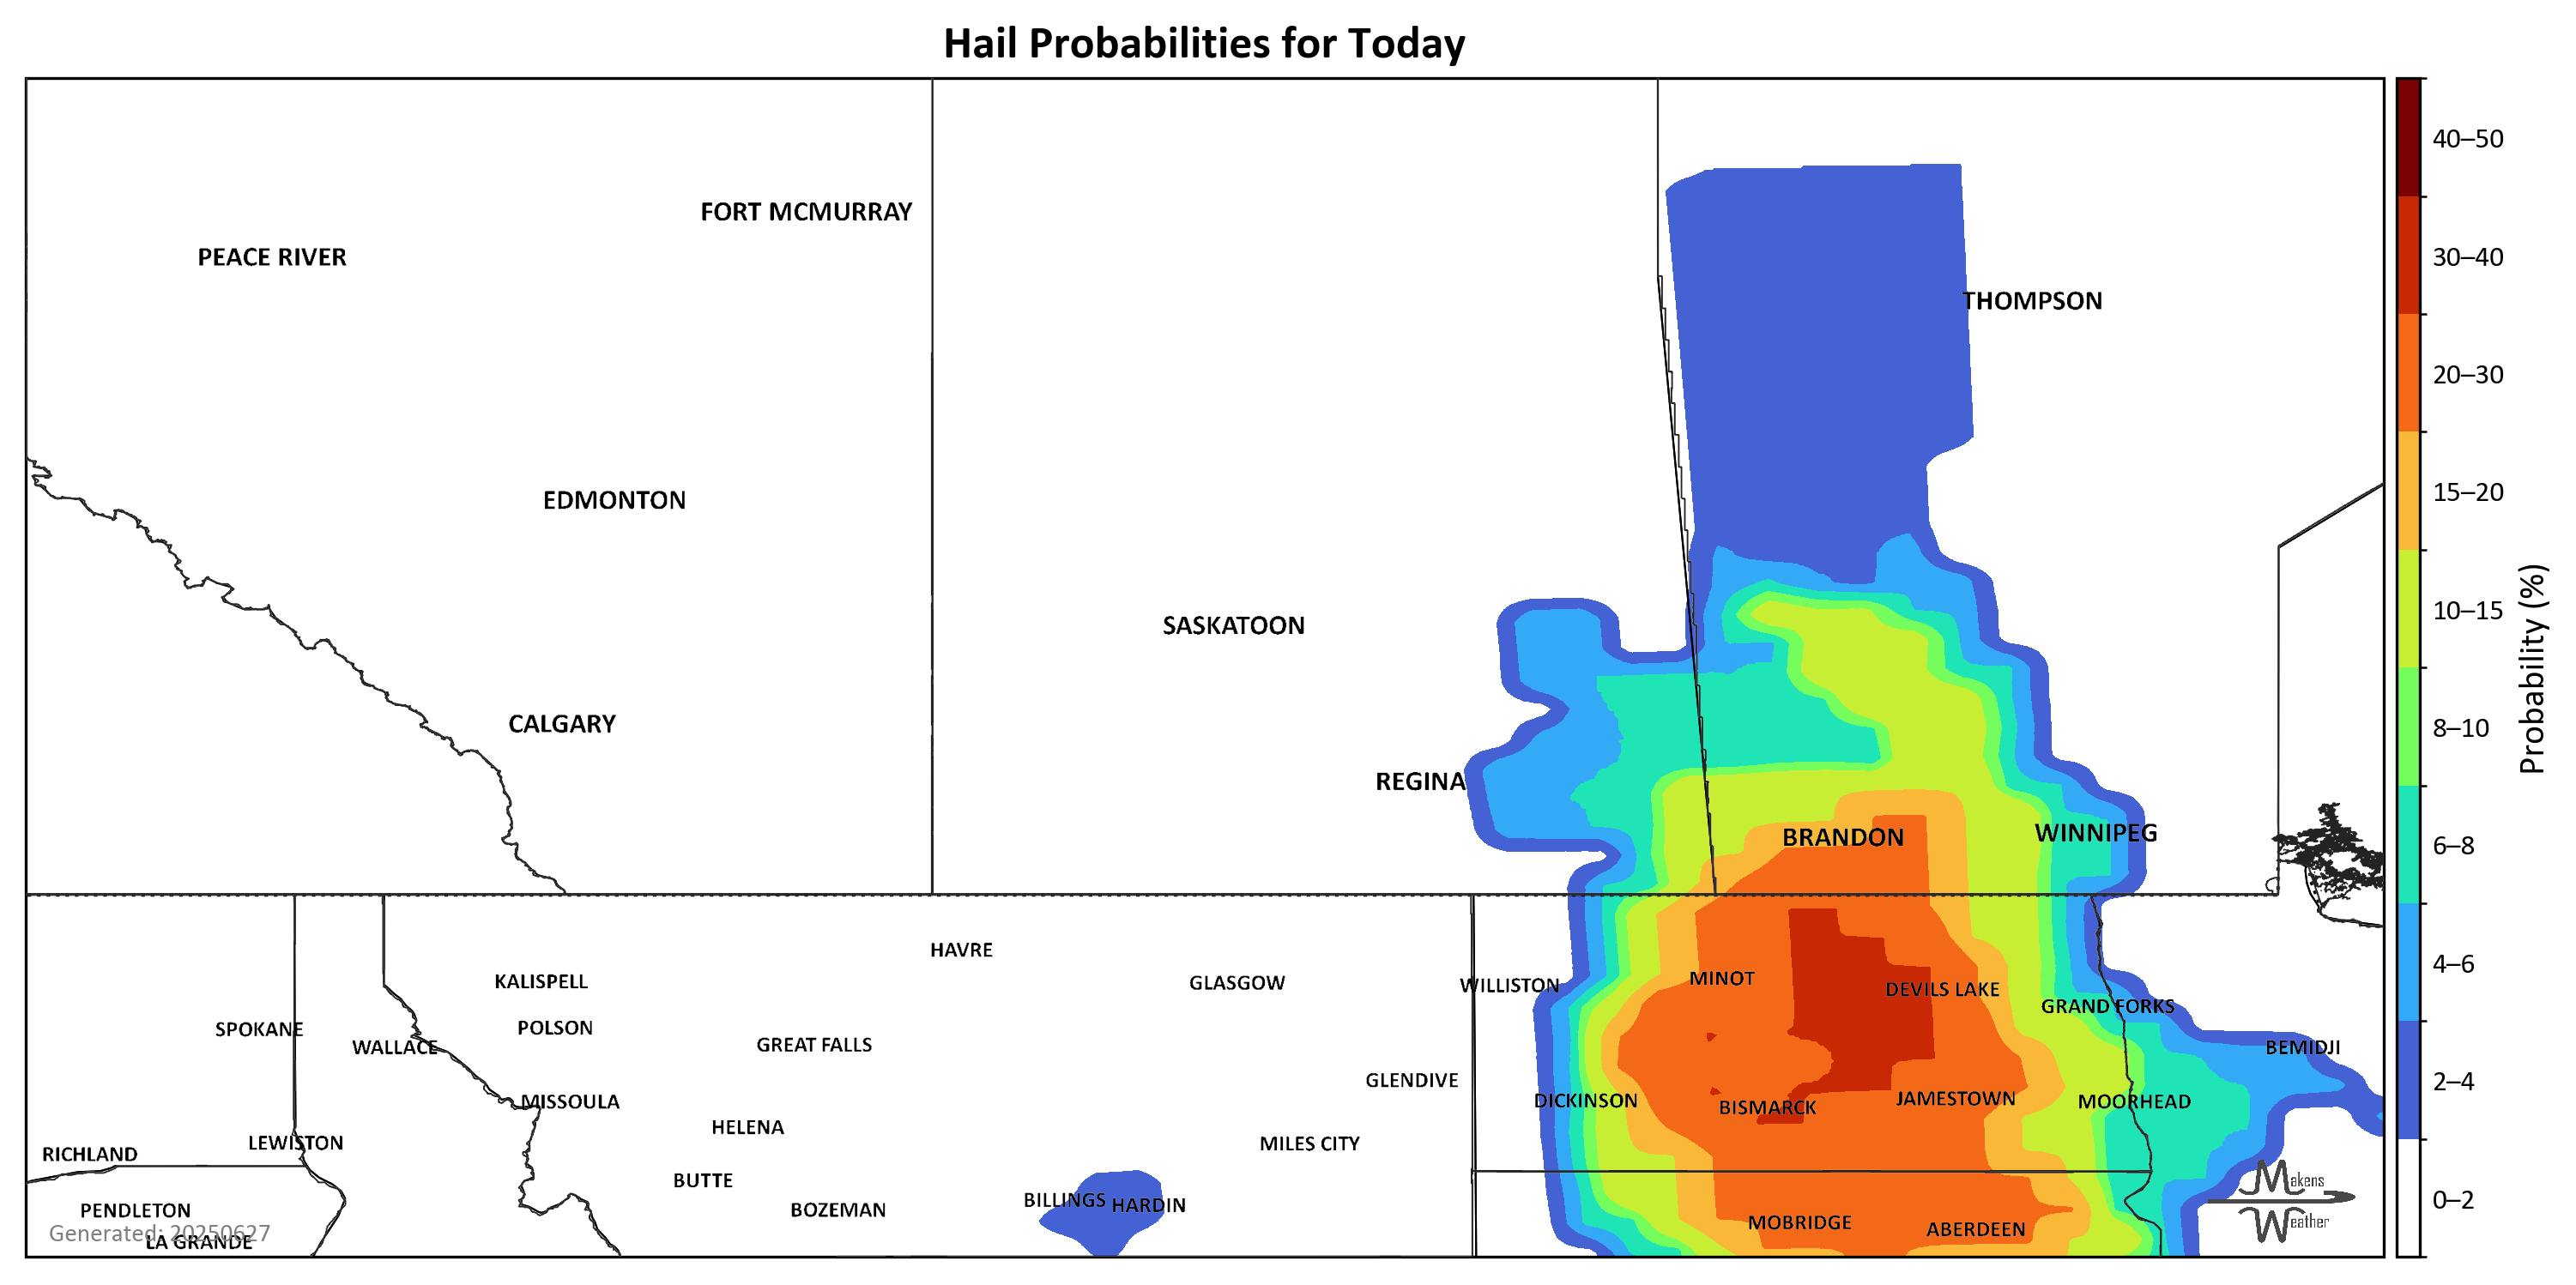 Hail Probabilities for Today
40–50
FORT MCMURRAY
PEACE RIVER
30–40
THOMPSON
20–30
EDMONTON
15–20
SASKATOON
10–15
CALGARY
8–10
Probability (%)
REGINA
BRANDON
WINNIPEG
6–8
HAVRE
4–6
KALISPELL
GLASGOW
WILLISTON
MINOT
DEVILS LAKE
GRAND FORKS
SPOKANE
POLSON
WALLACE
GREAT FALLS
BEMIDJI
GLENDIVE
2–4
MISSOULA
DICKINSON
BISMARCK
JAMESTOWN
MOORHEAD
HELENA
LEWISTON
MILES CITY
RICHLAND
BUTTE
Makens
Weather
BILLINGS
HARDIN
0–2
PENDLETON
BOZEMAN
MOBRIDGE
ABERDEEN
Generated: 20250627
LA GRANDE